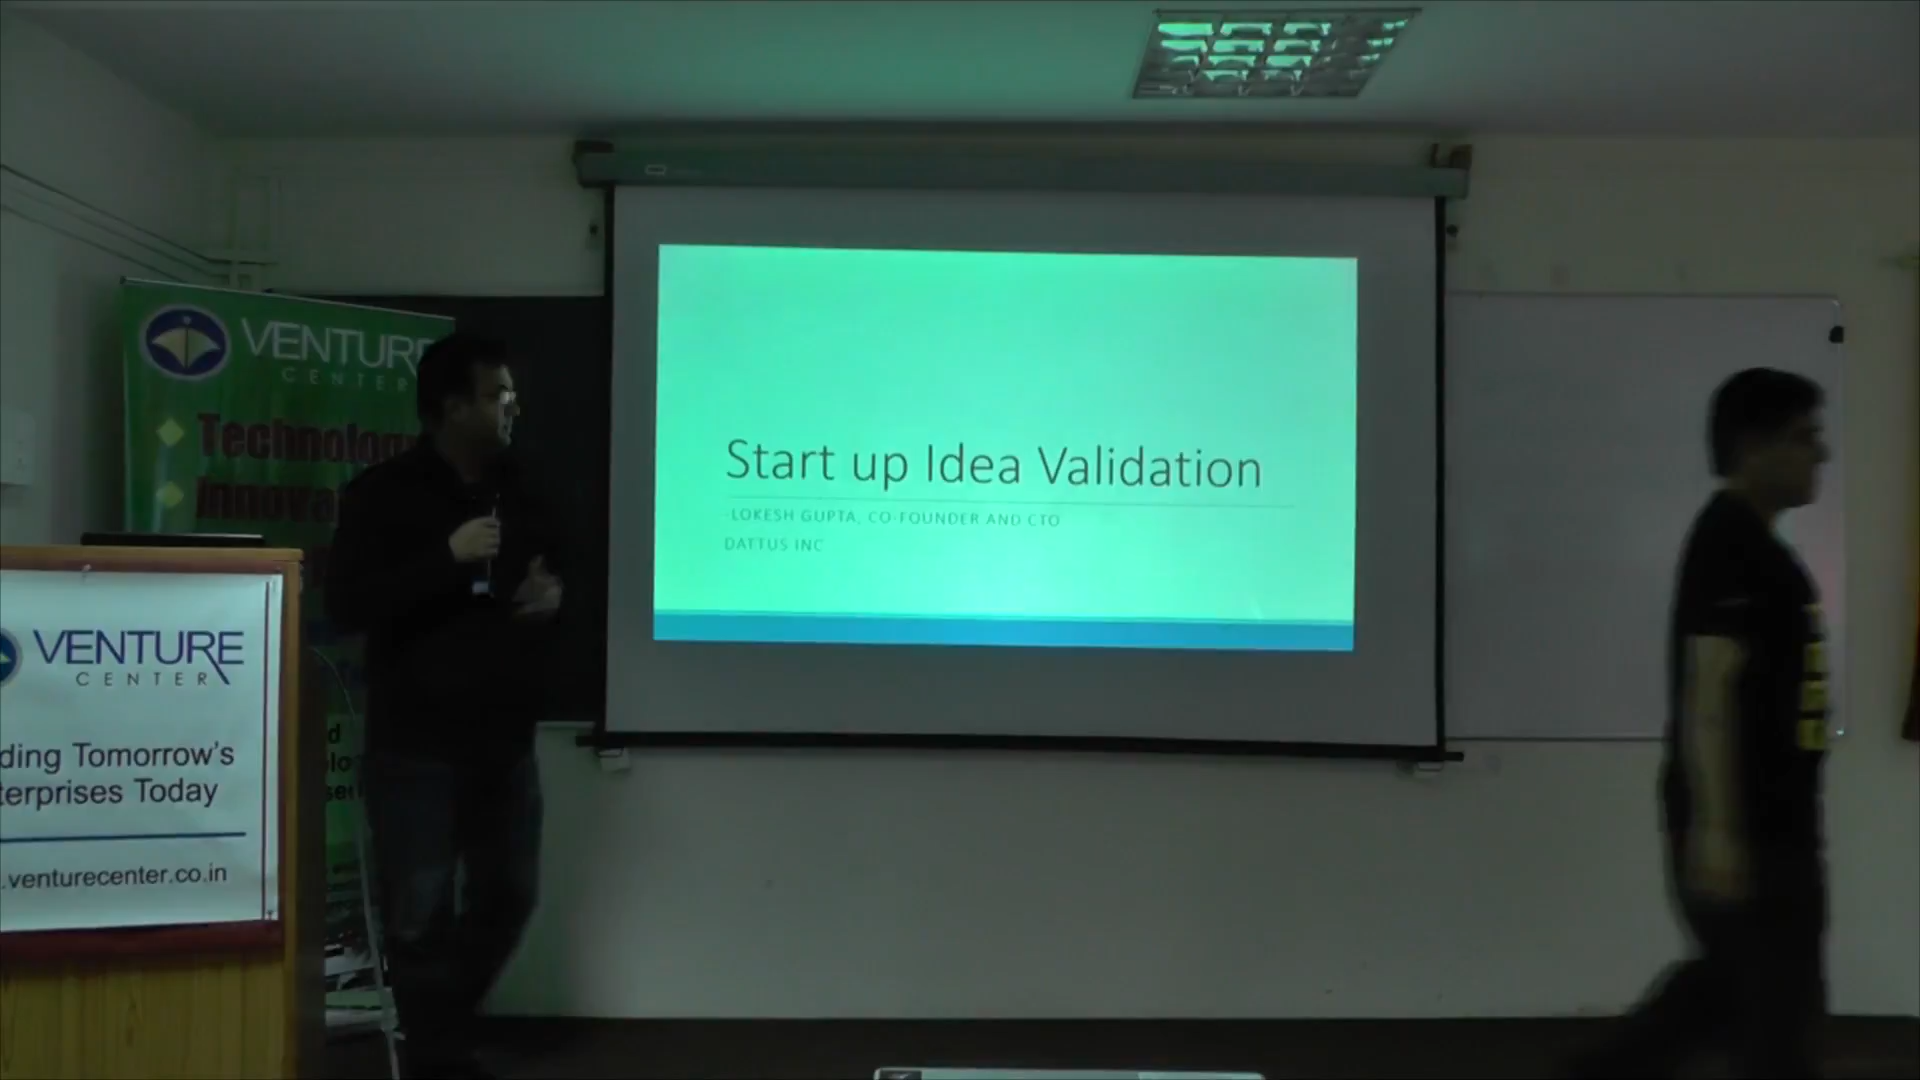 VENTURE
CENTER
Technology
Start up Idea Validation
-LOKESH GUPTA, CO-FOUNDER AND CTO
DATTUS INC
VENTURE
CENTER
ding Tomorrow's
terprises Today
.venturecenter.co.in